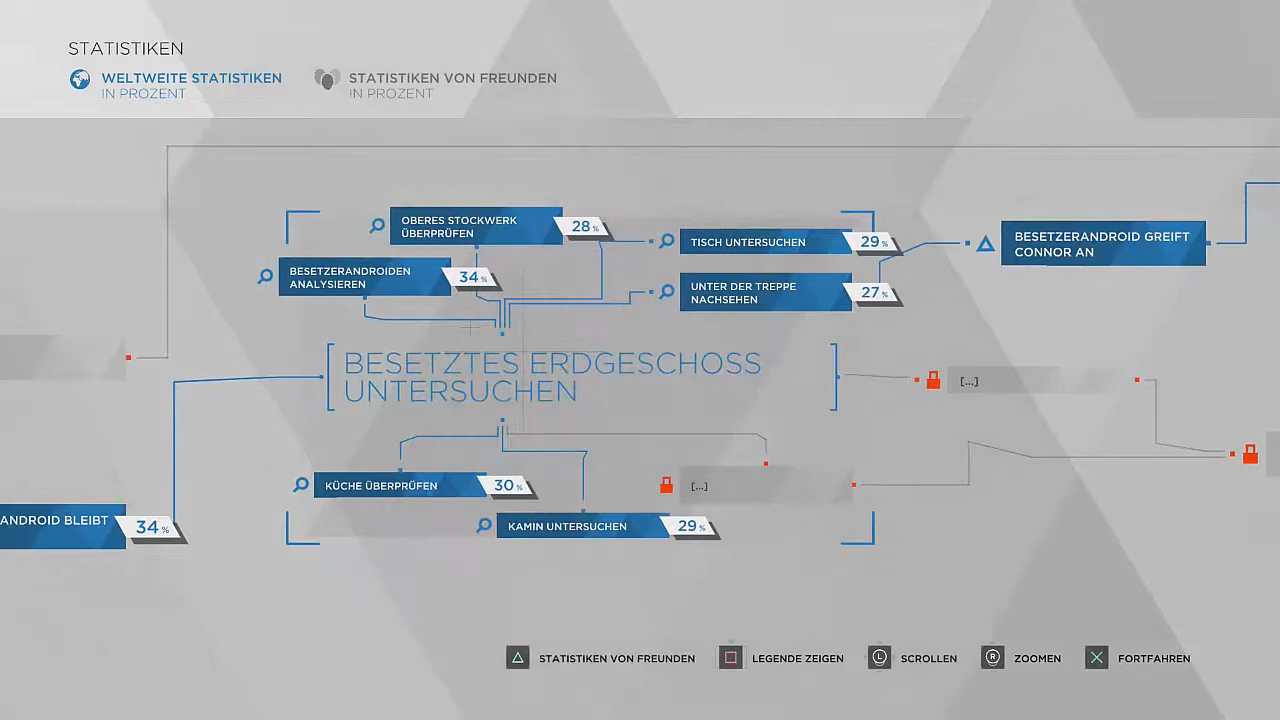 STATISTIKEN
WELTWEITE STATISTIKEN
IN PROZENT
STATISTIKEN VON FREUNDEN
IN PROZENT
OBERES STOCKWERK
ÜBERPRÜFEN
28 %
TISCH UNTERSUCHEN
29 %
BESETZERANDROID GREIFT
CONNOR AN
BESETZERANDROIDEN
ANALYSIEREN
34 %
UNTER DER TREPPE
NACHSEHEN
27 %
BESETZTES ERDGESCHOSS
UNTERSUCHEN
[...]
KÜCHE ÜBERPRÜFEN
30 %
[...]
ANDROID BLEIBT
34 %
KAMIN UNTERSUCHEN
29 %
STATISTIKEN VON FREUNDEN
LEGENDE ZEIGEN
L
SCROLLEN
R
ZOOMEN
FORTFAHREN